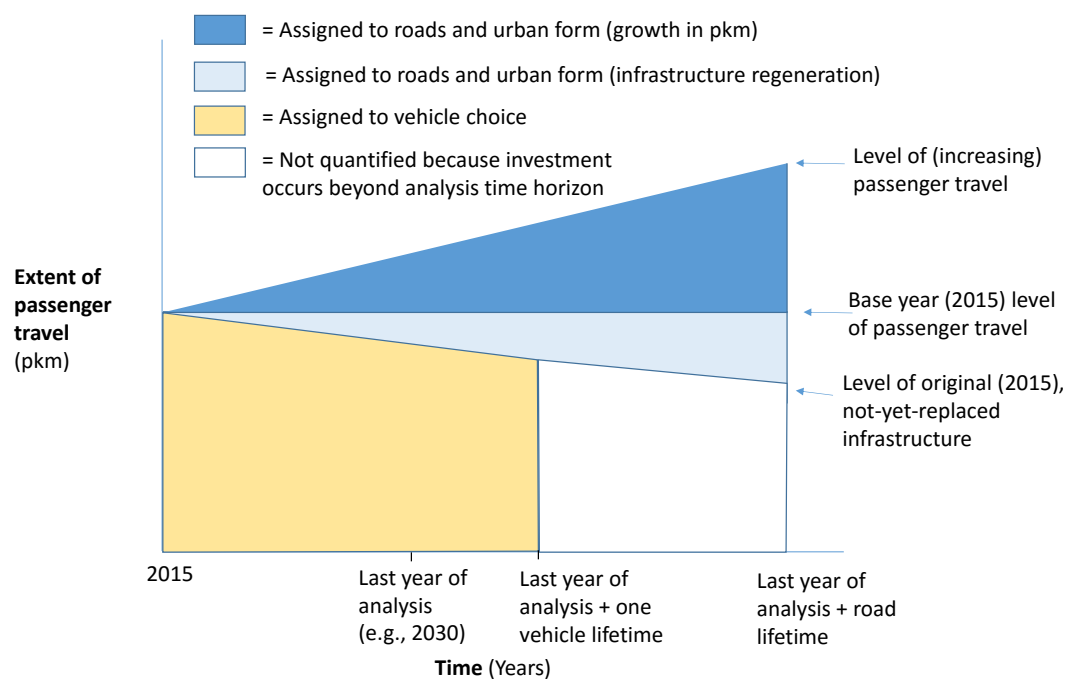 = Assigned to roads and urban form (growth in pkm)
= Assigned to roads and urban form (infrastructure regeneration)
= Assigned to vehicle choice
= Not quantified because investment
occurs beyond analysis time horizon
Level of (increasing)
passenger travel
Extent of
passenger
travel
(pkm)
Base year (2015) level
of passenger travel
Level of original (2015),
not-yet-replaced
infrastructure
2015
Last year of
analysis
(e.g., 2030)
Last year of
analysis + one
vehicle lifetime
Last year of
analysis + road
lifetime
Time (Years)